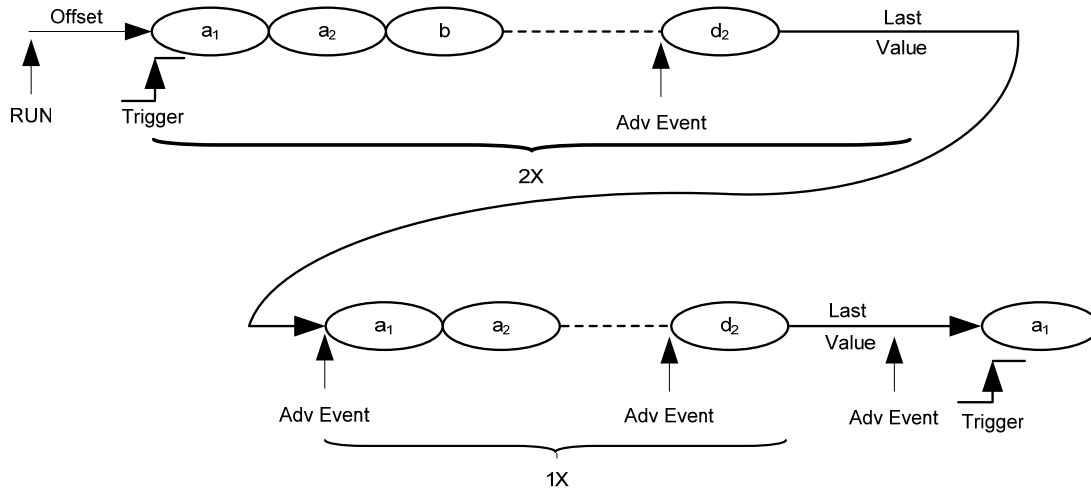 Offset
a₁ a₂ b d₂
Last
Value
RUN
Trigger
Adv Event
2X
a₁ a₂ d₂
Last
Value
a₁
Adv Event Adv Event Adv Event Trigger
1X